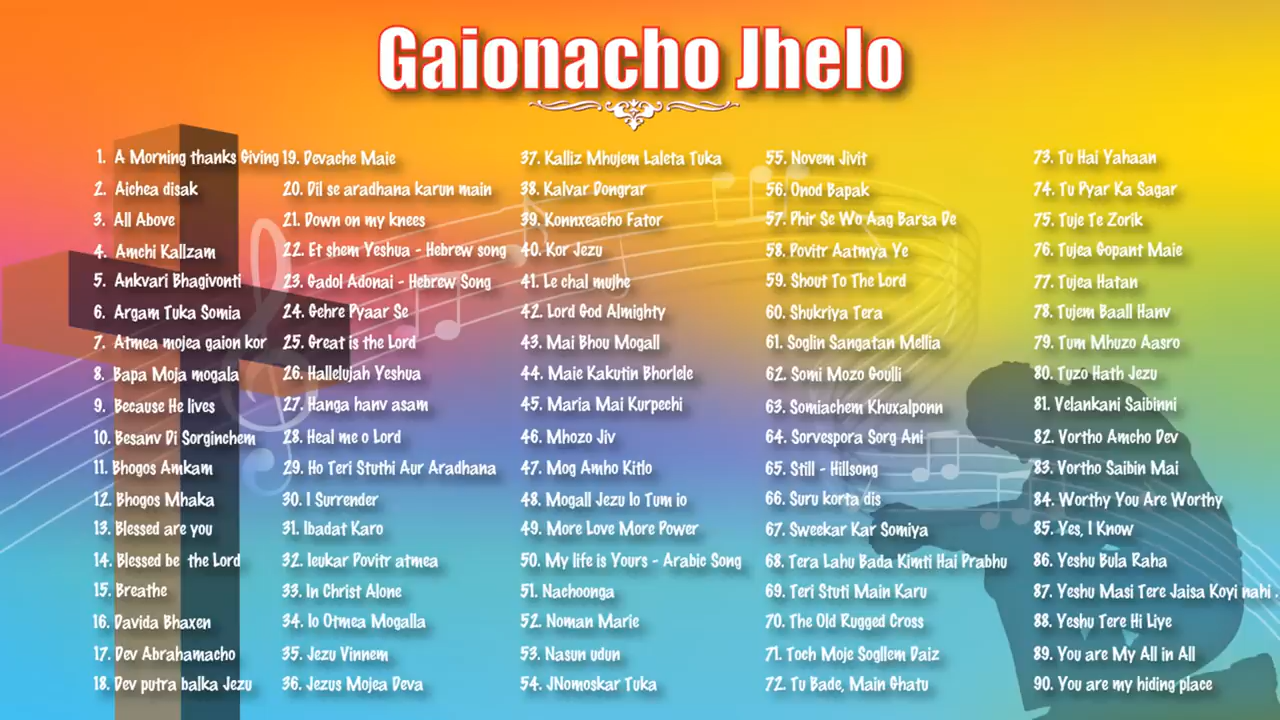 Gaionacho Jhelo
1. A Morning thanks Giving
2. Aichea disak
3. All Above
4. Amchi Kallzam
5. Ankvari Bhagivonti
6. Argam Tuka Somia
7. Atmea mojea gaion kor
8. Bapa Moja mogala
9. Because He lives
10. Besanv Di Sorginchem
11. Bhogos Amkam
12. Bhogos Mhaka
13. Blessed are you
14. Blessed be the Lord
15. Breathe
16. Davida Bhaxen
17. Dev Abrahamacho
18. Dev putra balka Jezu
19. Devache Maie
20. Dil se aradhana karun main
21. Down on my knees
22. Et shem Yeshua - Hebrew song
23. Gadol Adonai - Hebrew Song
24. Gehre Pyaar Se
25. Great is the Lord
26. Hallelujah Yeshua
27. Hanga hanv asam
28. Heal me o Lord
29. Ho Teri Stuthi Aur Aradhana
30. I Surrender
31. Ibadat Karo
32. Ieukar Povitr atmea
33. In Christ Alone
34. Io Otmea Mogalla
35. Jezu Vinnem
36. Jezus Mojea Deva
37. Kalliz Mhujem Laleta Tuka
38. Kalvar Dongrar
39. Konnxeacho Fator
40. Kor Jezu
41. Le chal mujhe
42. Lord God Almighty
43. Mai Bhou Mogall
44. Maie Kakutin Bhorlele
45. Maria Mai Kurpechi
46. Mhozo Jiv
47. Mog Amho Kitlo
48. Mogall Jezu Io Tum io
49. More Love More Power
50. My life is Yours - Arabic Song
51. Nachoonga
52. Noman Marie
53. Nasun udun
54. JNomoskar Tuka
55. Novem Jivit
56. Onod Bapak
57. Phir Se Wo Aag Barsa De
58. Povitr Aatmya Ye
59. Shout To The Lord
60. Shukriya Tera
61. Soglin Sangatan Mellia
62. Somi Mozo Goulli
63. Somiachem Khuxalponn
64. Sorvespora Sorg Ani
65. Still - Hillsong
66. Suru korta dis
67. Sweekar Kar Somiya
68. Tera Lahu Bada Kimti Hai Prabhu
69. Teri Stuti Main Karu
70. The Old Rugged Cross
71. Toch Moje Sogllem Daiz
72. Tu Bade, Main Ghatu
73. Tu Hai Yahaan
74. Tu Pyar Ka Sagar
75. Tuje Te Zorik
76. Tujea Gopant Maie
77. Tujea Hatan
78. Tujem Baall Hanv
79. Tum Mhuzo Aasro
80. Tuzo Hath Jezu
81. Velankani Saibinni
82. Vortho Amcho Dev
83. Vortho Saibin Mai
84. Worthy You Are Worthy
85. Yes, I Know
86. Yeshu Bula Raha
87. Yeshu Masi Tere Jaisa Koyi nahi .
88. Yeshu Tere Hi Liye
89. You are My All in All
90. You are my hiding place